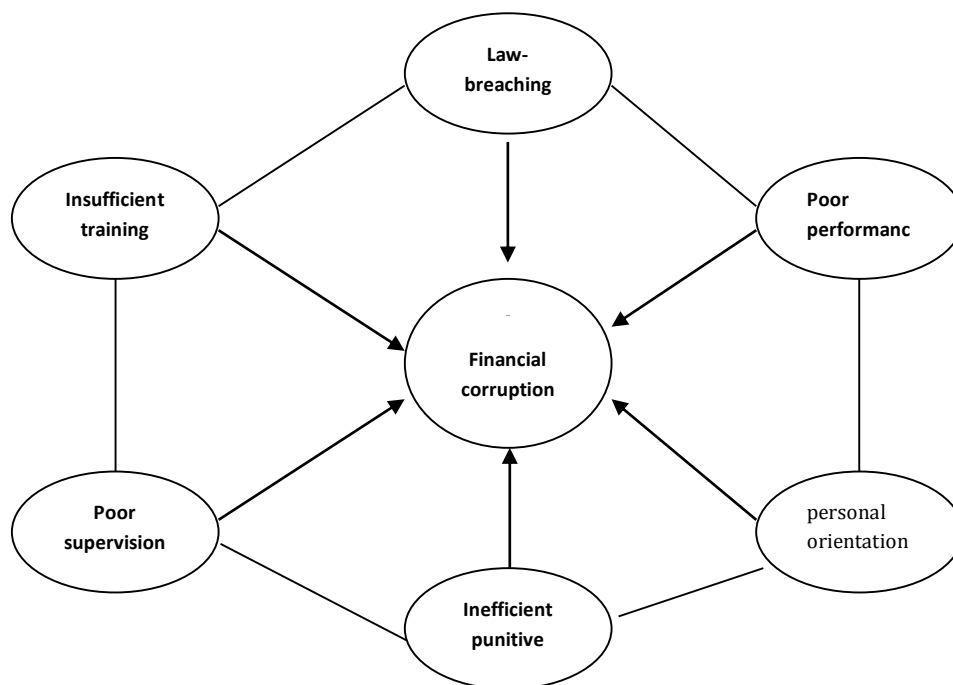 Law-
breaching
Insufficient
training
Poor
performanc
Financial
corruption
Poor
supervision
personal
orientation
Inefficient
punitive